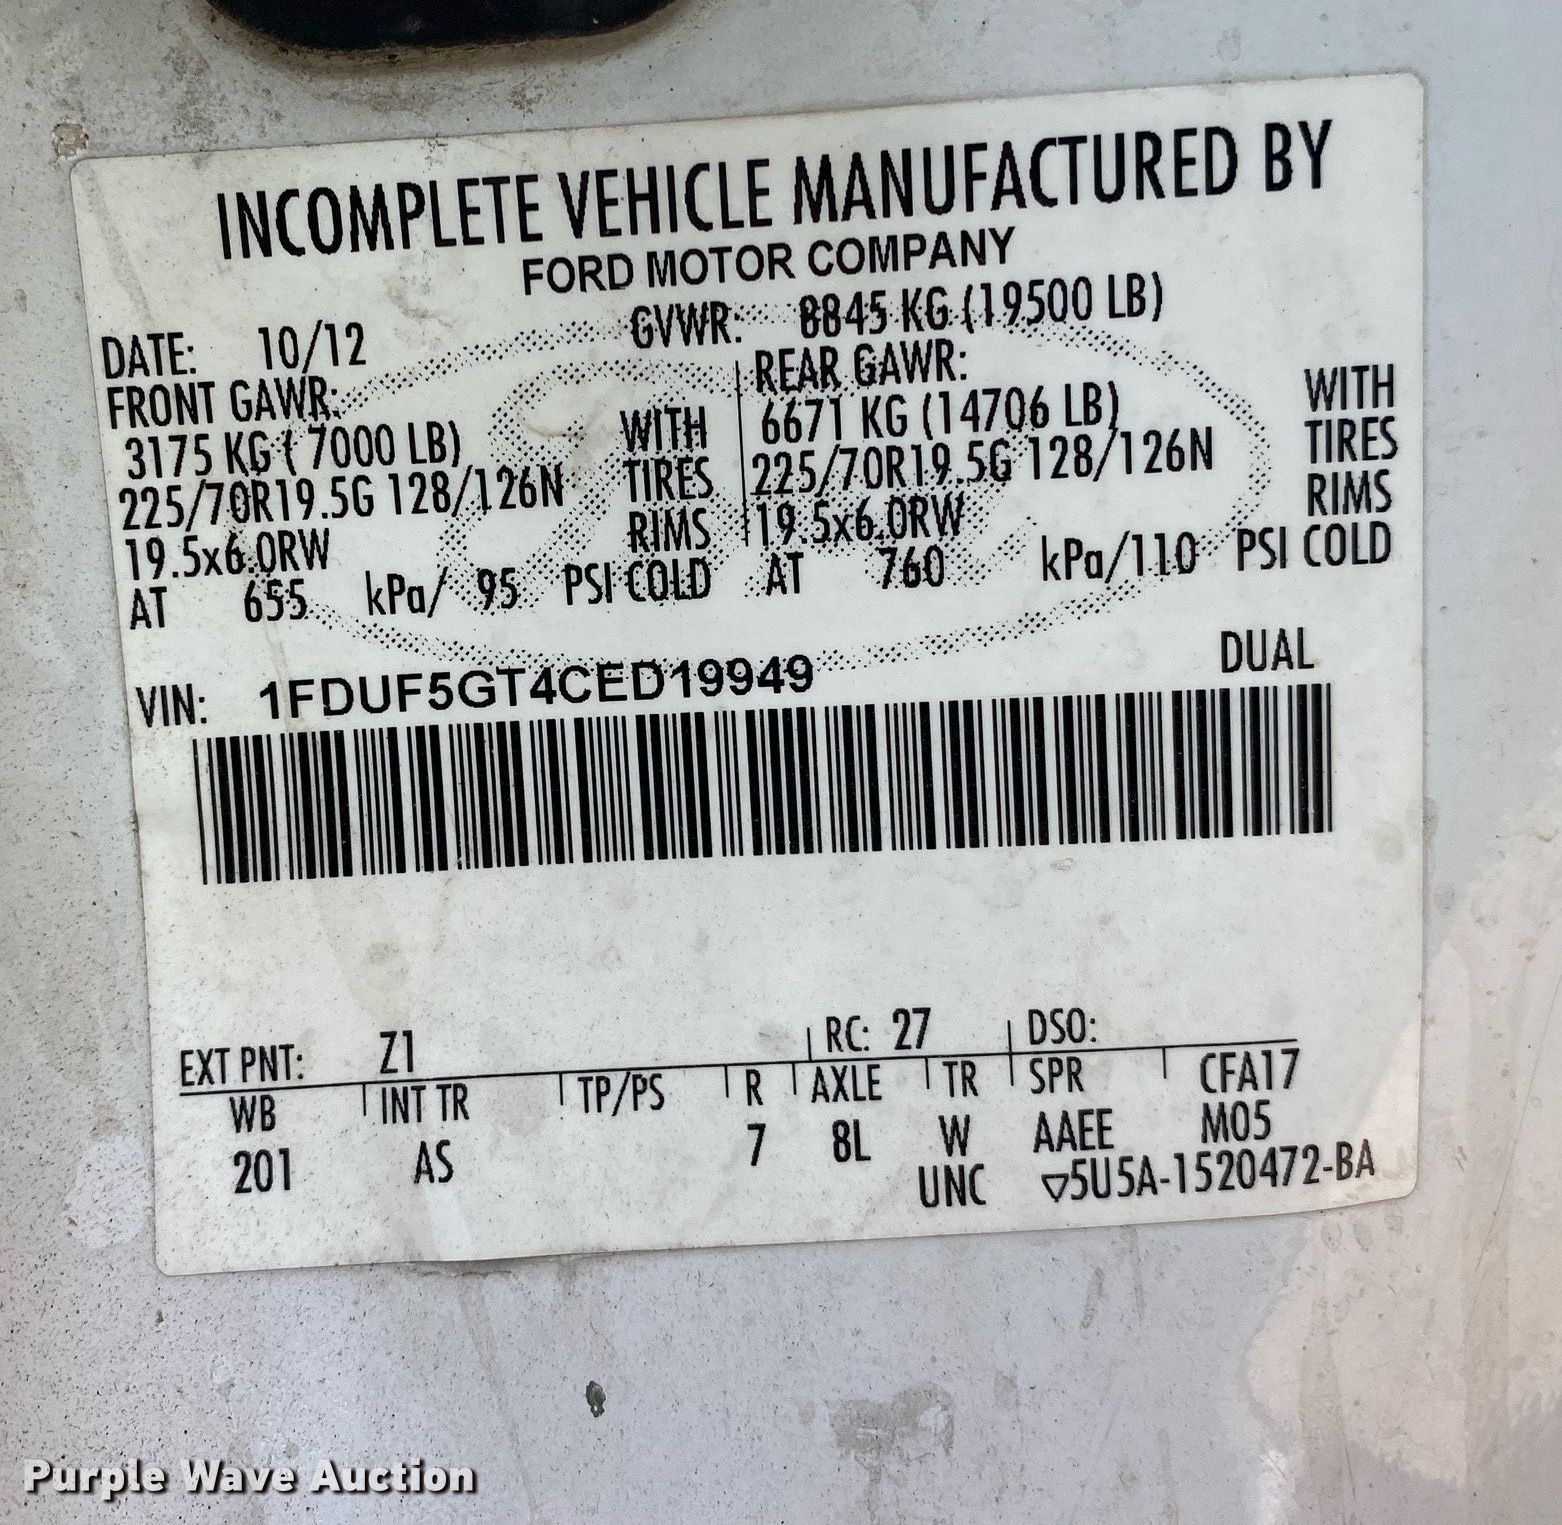 INCOMPLETE VEHICLE MANUFACTURED BY
FORD MOTOR COMPANY
DATE: 10/12 GVWR: 8845 KG (19500 LB)
FRONT GAWR: REAR GAWR:
3175 KG ( 7000 LB) WITH 6671 KG (14706 LB) WITH
225/70R19.5G 128/126N TIRES 225/70R19.5G 128/126N TIRES
19.5x6.0RW RIMS 19.5x6.0RW RIMS
AT 655 kPa/ 95 PSI COLD AT 760 kPa/110 PSI COLD
VIN: 1FDUF5GT4CED19949 DUAL
EXT PNT: Z1 RC: 27 DSO:
WB INT TR TP/PS R AXLE TR SPR CFA17
201 AS 7 8L W AAEE M05
UNC ▽5U5A-1520472-BA
Purple Wave Auction